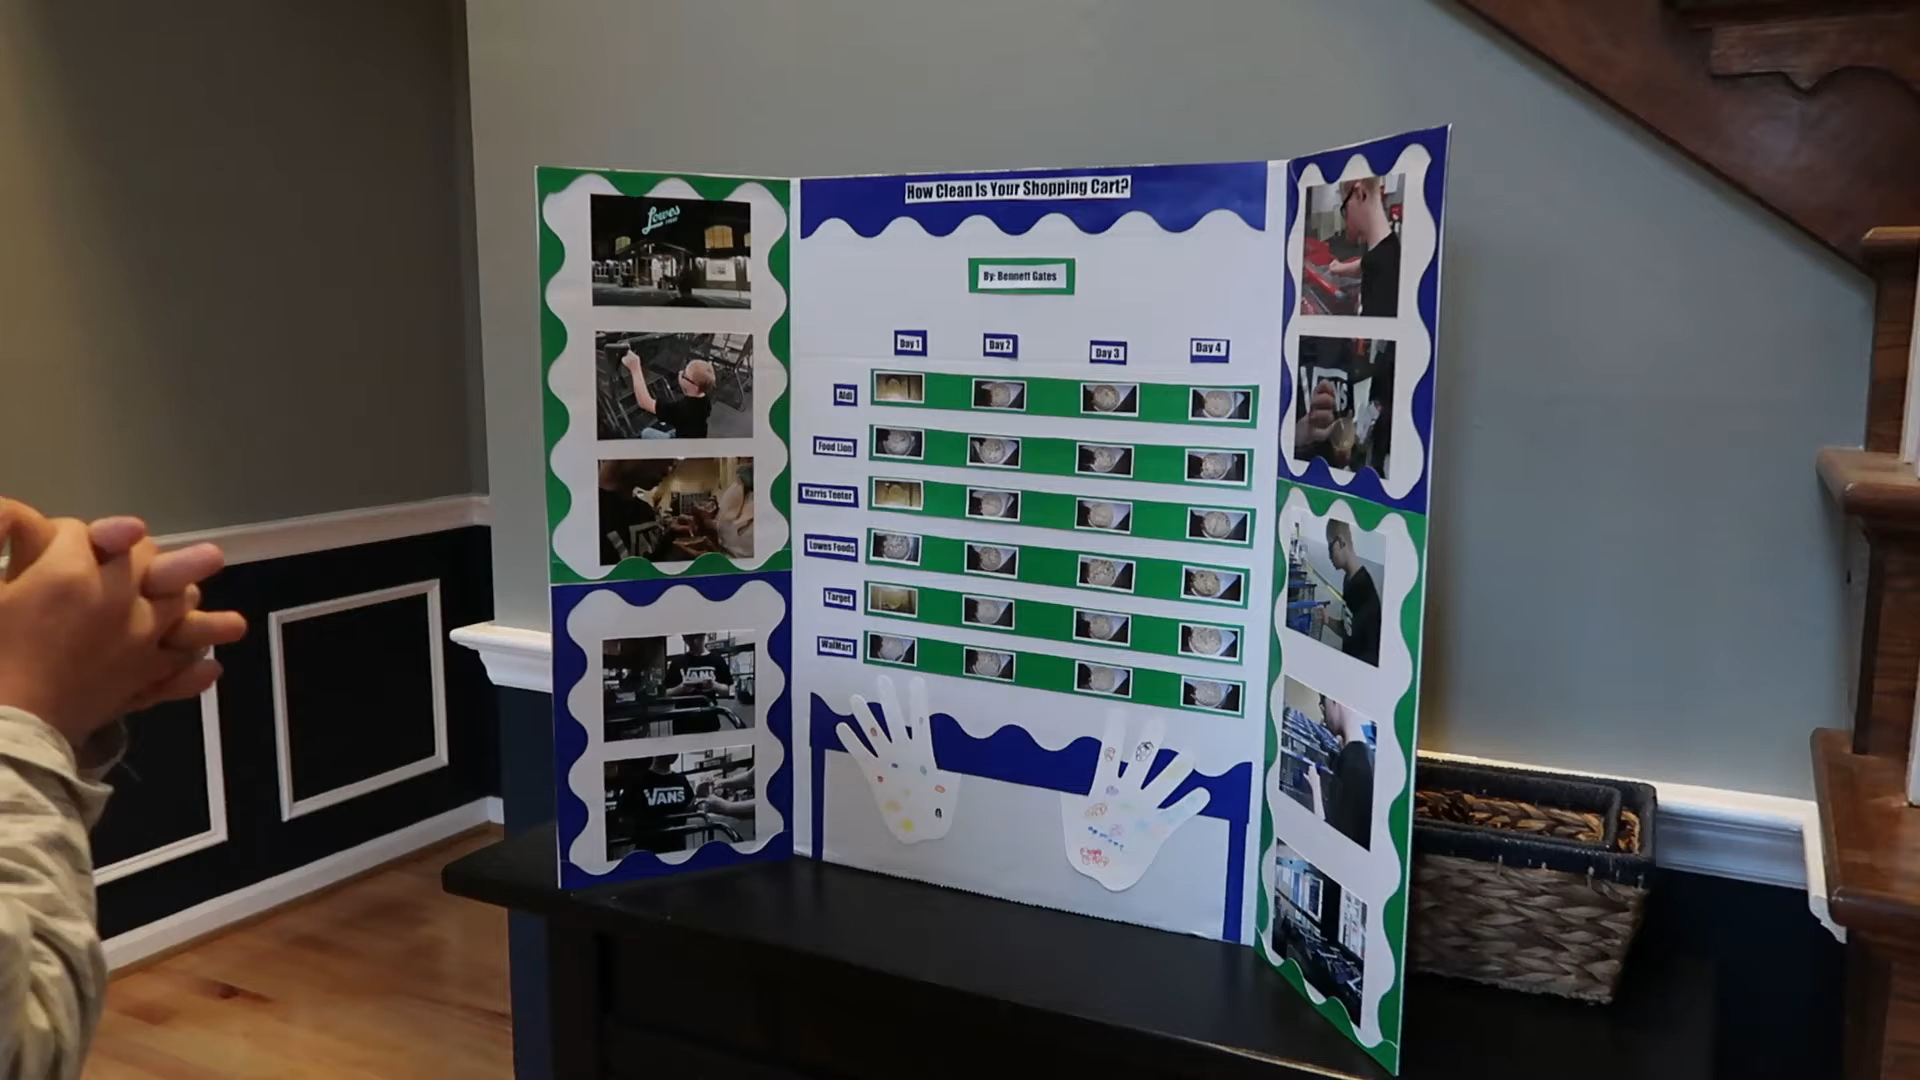 Lowes
How Clean Is Your Shopping Cart?
By: Bennett Gates
Day 1
Day 2
Day 3
Day 4
Aldi
Food Lion
Harris Teeter
Lowes Foods
Target
WalMart
VANS
VANS
VANS